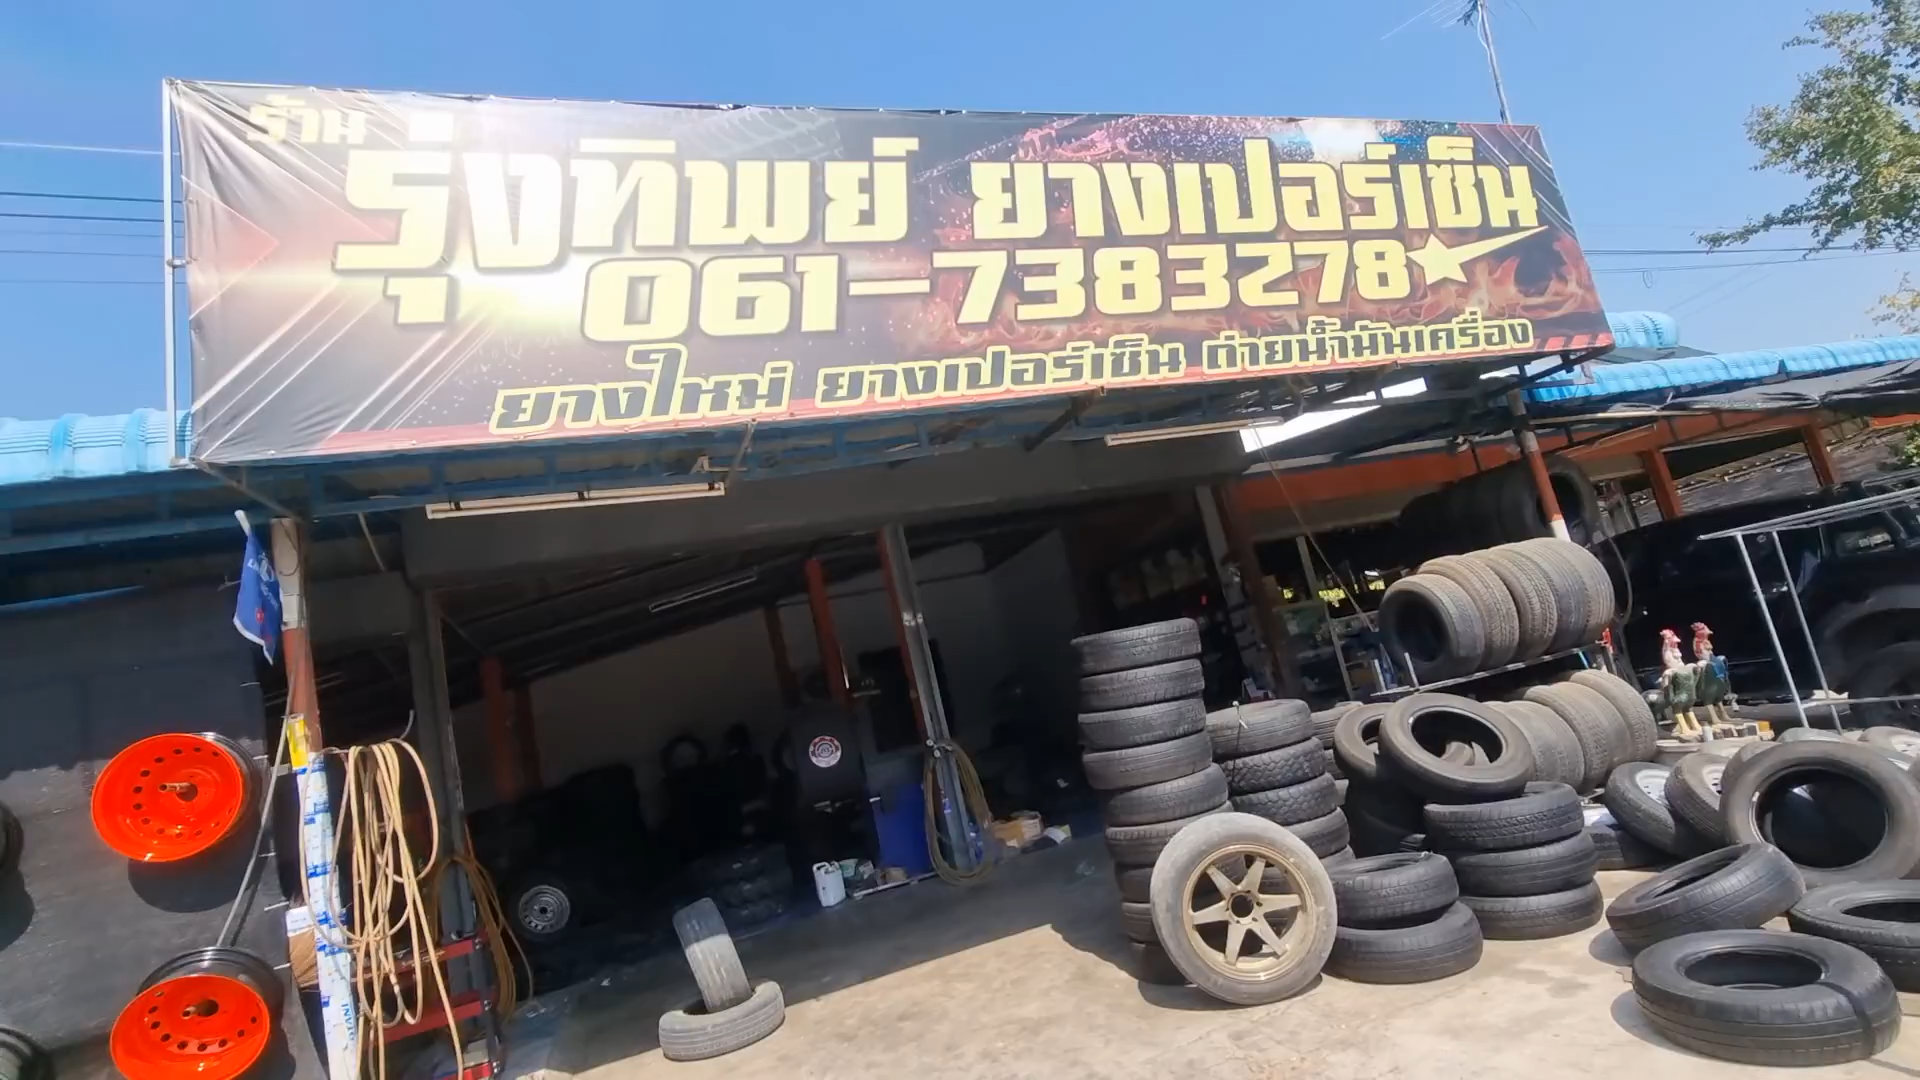 ร้าน
รุ่งทิพย์ ยางเปอร์เซ็น
061-7383278
ยางใหม่ ยางเปอร์เซ็น ถ่ายน้ำมันเครื่อง